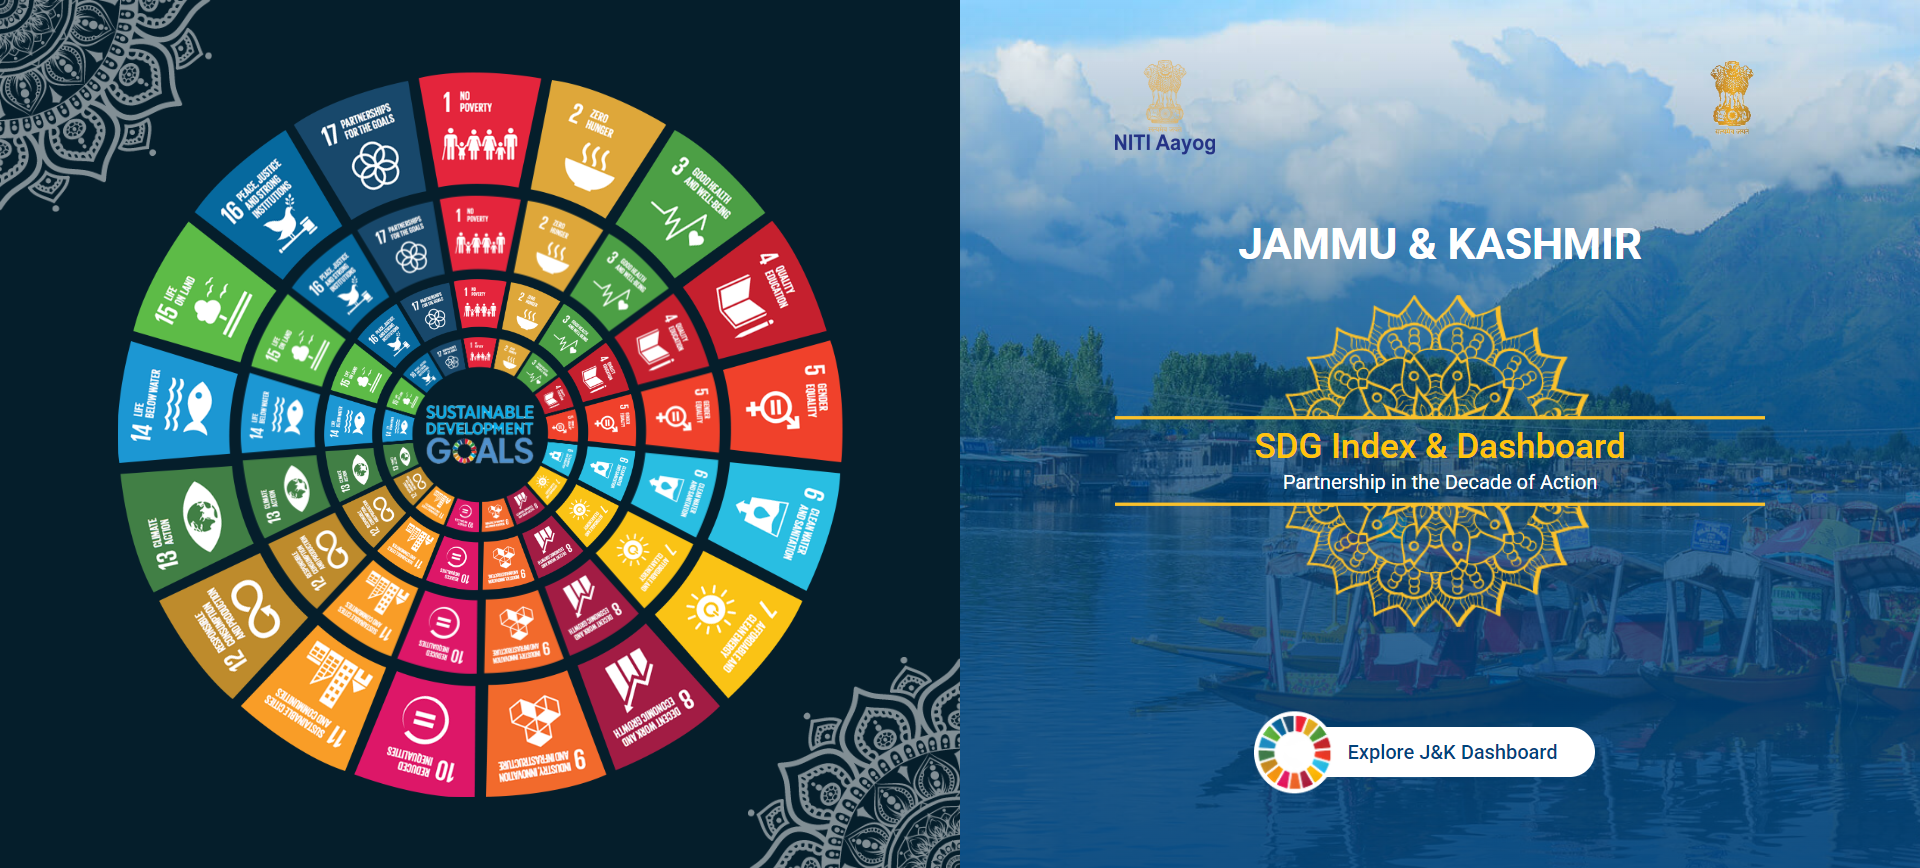 1 NO
POVERTY
2 ZERO
HUNGER
3 GOOD HEALTH
AND WELL-BEING
4 QUALITY
EDUCATION
5 GENDER
EQUALITY
6 CLEAN WATER
AND SANITATION
7 AFFORDABLE AND
CLEAN ENERGY
8 DECENT WORK AND
ECONOMIC GROWTH
9 INDUSTRY, INNOVATION
AND INFRASTRUCTURE
10 REDUCED
INEQUALITIES
11 SUSTAINABLE CITIES
AND COMMUNITIES
12 RESPONSIBLE
CONSUMPTION
AND PRODUCTION
13 CLIMATE
ACTION
14 LIFE
BELOW WATER
15 LIFE
ON LAND
16 PEACE, JUSTICE
AND STRONG
INSTITUTIONS
17 PARTNERSHIPS
FOR THE GOALS
SUSTAINABLE
DEVELOPMENT
GOALS
NITI Aayog
JAMMU & KASHMIR
SDG Index & Dashboard
Partnership in the Decade of Action
Explore J&K Dashboard